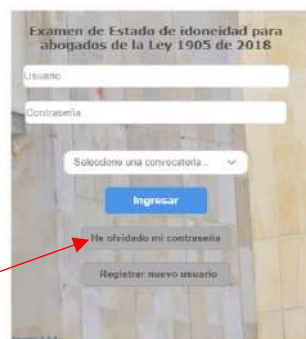 Examen de Estado de idoneidad para
abogados de la Ley 1905 de 2018
Usuario
Contraseña
Seleccione una convocatoria...
Ingresar
He olvidado mi contraseña
Registrar nuevo usuario